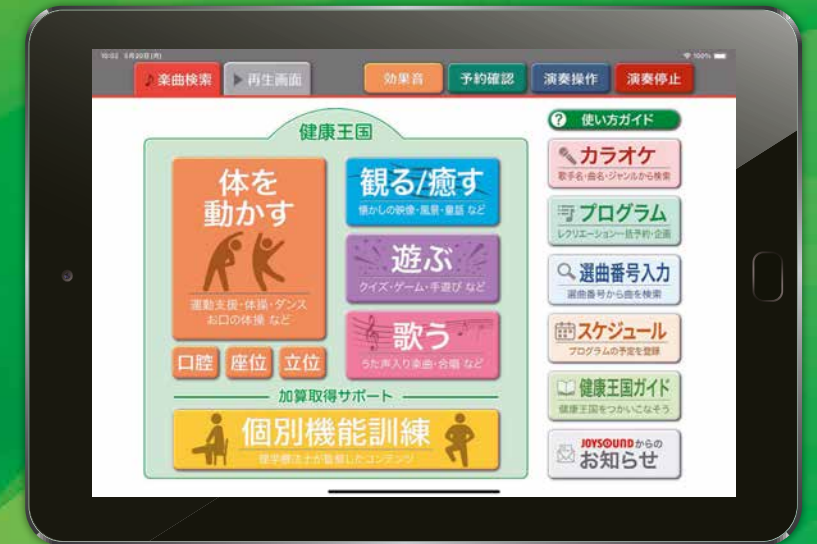 10:02 5月20日(月)
100%
楽曲検索
再生画面
効果音
予約確認
演奏操作
演奏停止
健康王国
体を
動かす
運動支援・体操・ダンス
お口の体操 など
口腔
座位
立位
観る/癒す
懐かしの映像・風景・童話 など
遊ぶ
クイズ・ゲーム・手遊び など
歌う
うた声入り楽曲・合唱 など
加算取得サポート
個別機能訓練
理学療法士が監修したコンテンツ
? 使い方ガイド
カラオケ
歌手名・曲名・ジャンルから検索
プログラム
レクリエーション一括予約・企画
選曲番号入力
選曲番号から曲を検索
スケジュール
プログラムの予定を登録
健康王国ガイド
健康王国をつかいこなそう
JOYSOUNDからの
お知らせ